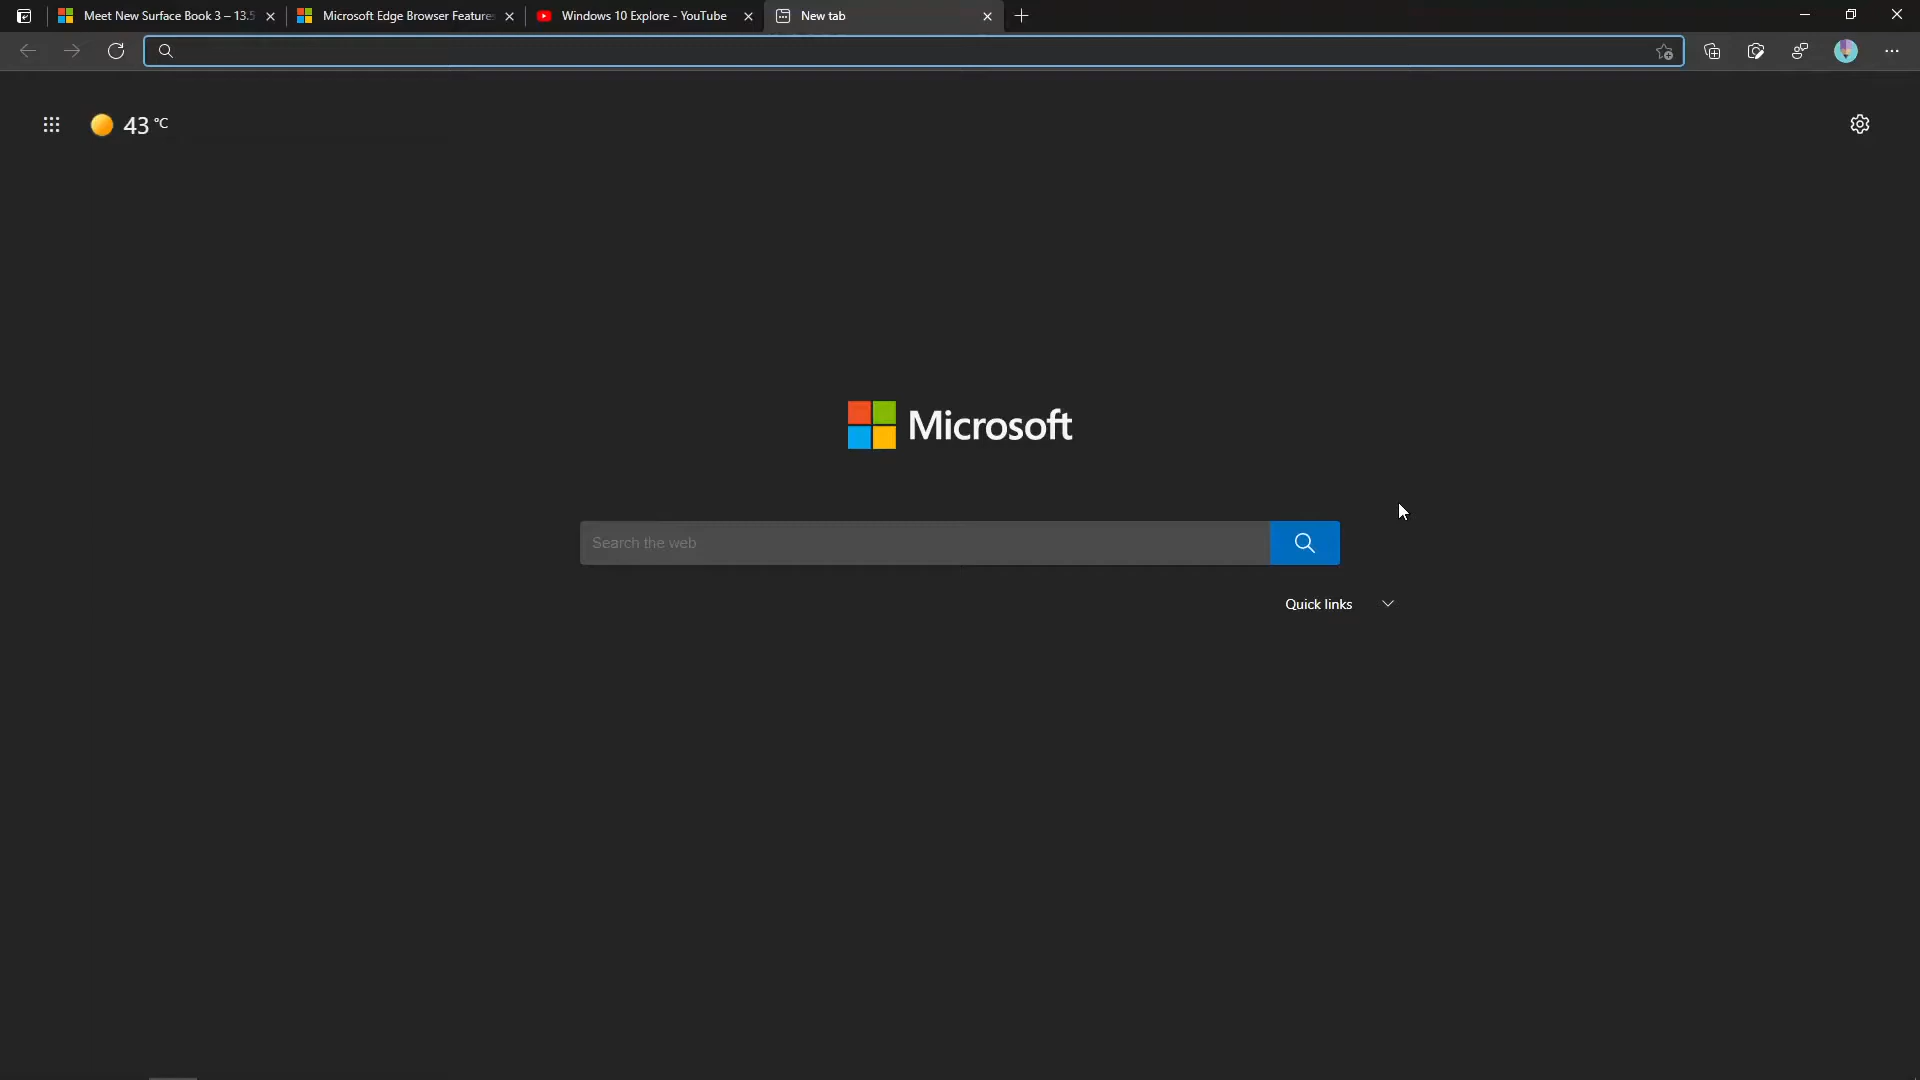 Meet New Surface Book 3 – 13.5
Microsoft Edge Browser Features
Windows 10 Explore - YouTube
New tab
43 °C
Microsoft
Search the web
Quick links